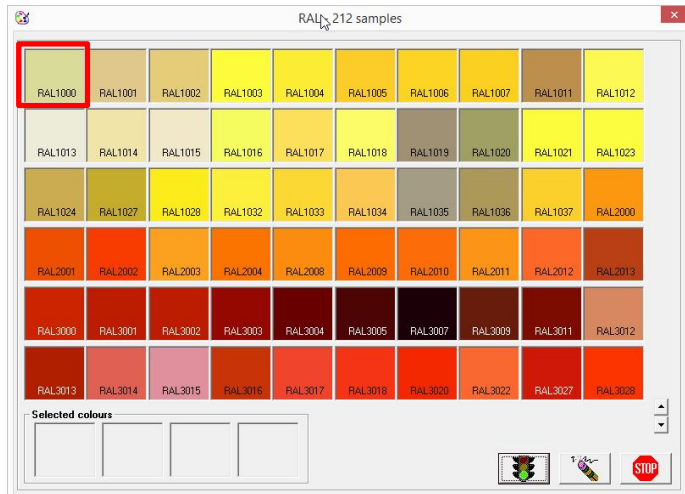 RAL - 212 samples
RAL1000 RAL1001 RAL1002 RAL1003 RAL1004 RAL1005 RAL1006 RAL1007 RAL1011 RAL1012
RAL1013 RAL1014 RAL1015 RAL1016 RAL1017 RAL1018 RAL1019 RAL1020 RAL1021 RAL1023
RAL1024 RAL1027 RAL1028 RAL1032 RAL1033 RAL1034 RAL1035 RAL1036 RAL1037 RAL2000
RAL2001 RAL2002 RAL2003 RAL2004 RAL2008 RAL2009 RAL2010 RAL2011 RAL2012 RAL2013
RAL3000 RAL3001 RAL3002 RAL3003 RAL3004 RAL3005 RAL3007 RAL3009 RAL3011 RAL3012
RAL3013 RAL3014 RAL3015 RAL3016 RAL3017 RAL3018 RAL3020 RAL3022 RAL3027 RAL3028
Selected colours
STOP